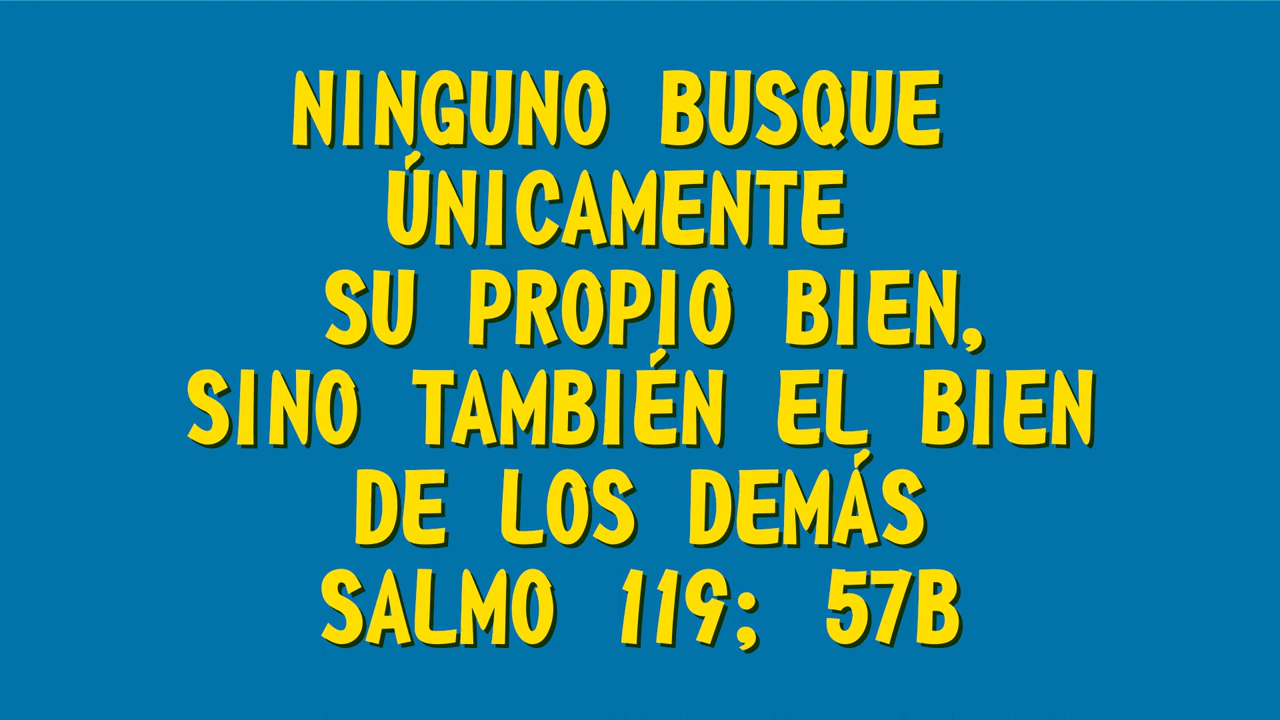 NINGUNO BUSQUE
ÚNICAMENTE
SU PROPIO BIEN,
SINO TAMBIÉN EL BIEN
DE LOS DEMÁS
SALMO 119; 57B